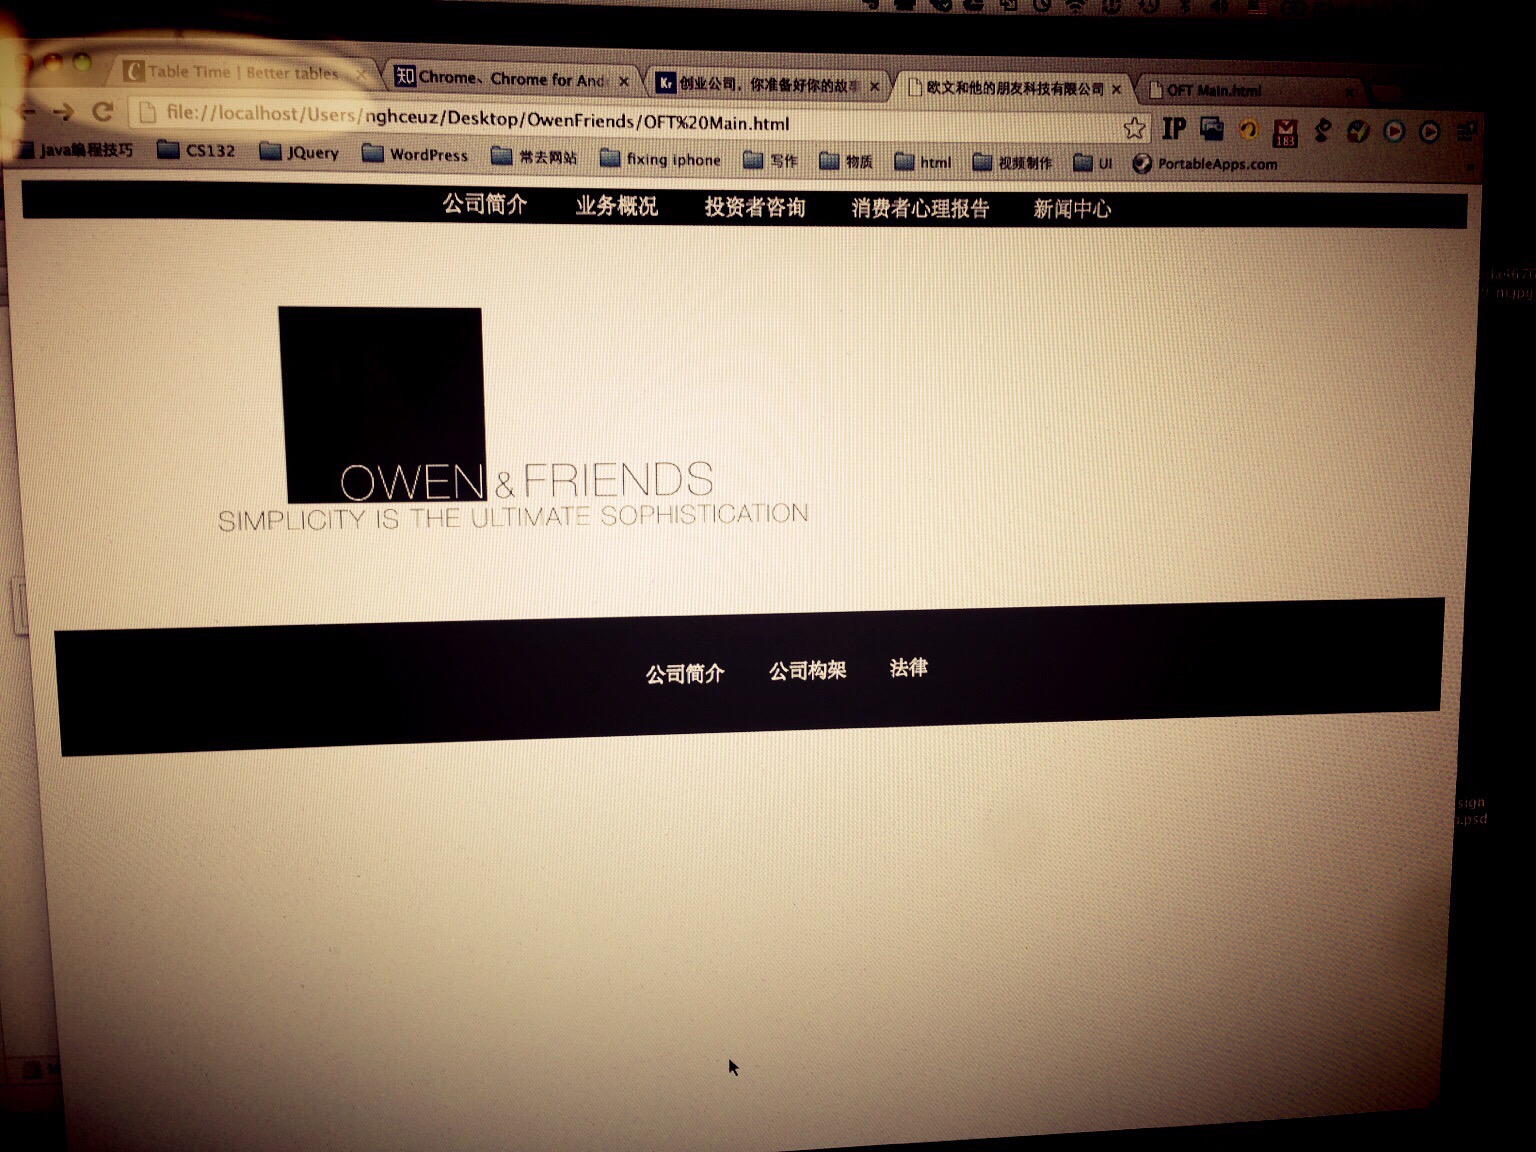 Table Time | Better tables
知 Chrome、Chrome for And
Kr 创业公司，你准备好你的故事
欧文和他的朋友科技有限公司
OFT Main.html
file://localhost/Users/nghceuz/Desktop/OwenFriends/OFT%20Main.html
IP
183
Java编程技巧 CS132 JQuery WordPress 常去网站 fixing iphone 写作 物质 html 视频制作 UI PortableApps.com
公司简介 业务概况 投资者咨询 消费者心理报告 新闻中心
OWEN & FRIENDS
SIMPLICITY IS THE ULTIMATE SOPHISTICATION
公司简介 公司构架 法律
sign
.psd